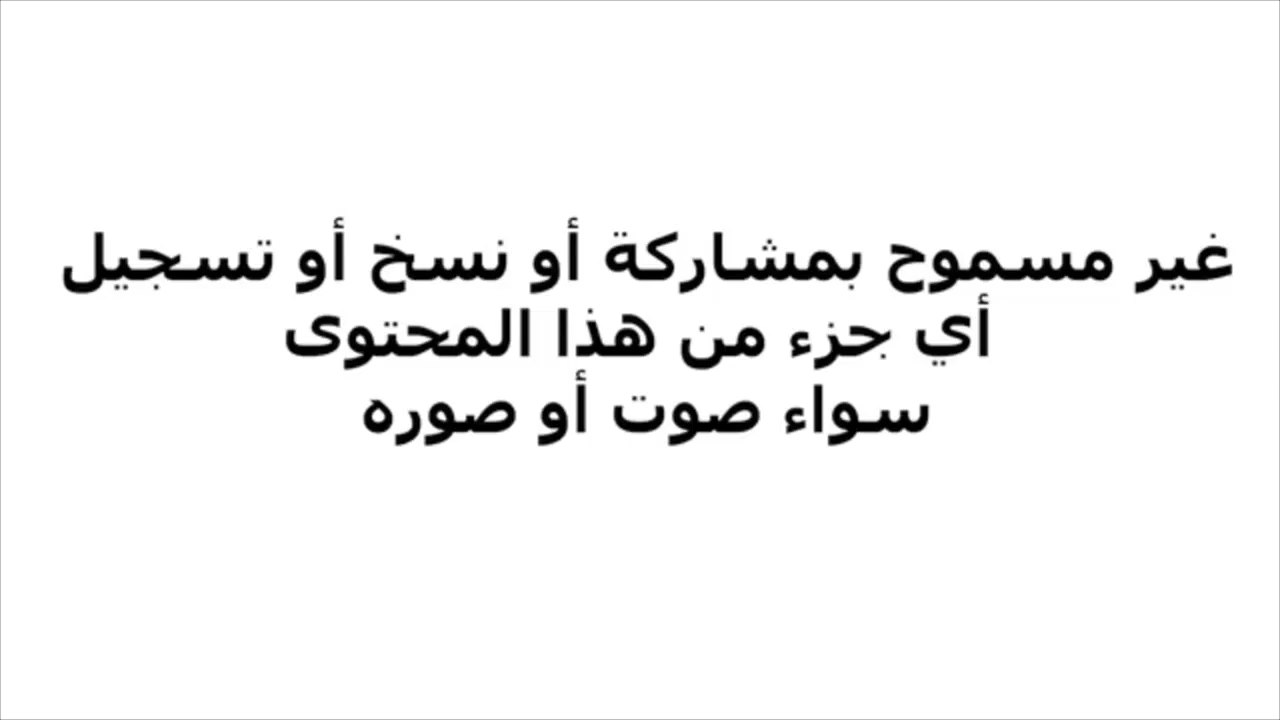 غير مسموح بمشاركة أو نسخ أو تسجيل
أي جزء من هذا المحتوى
سواء صوت أو صوره